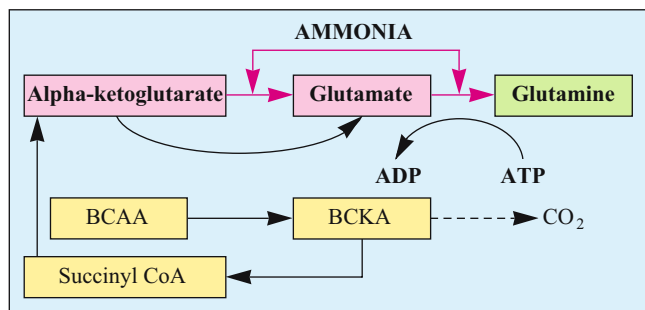 AMMONIA
Alpha-ketoglutarate
Glutamate
Glutamine
ADP
ATP
BCAA
BCKA
CO₂
Succinyl CoA